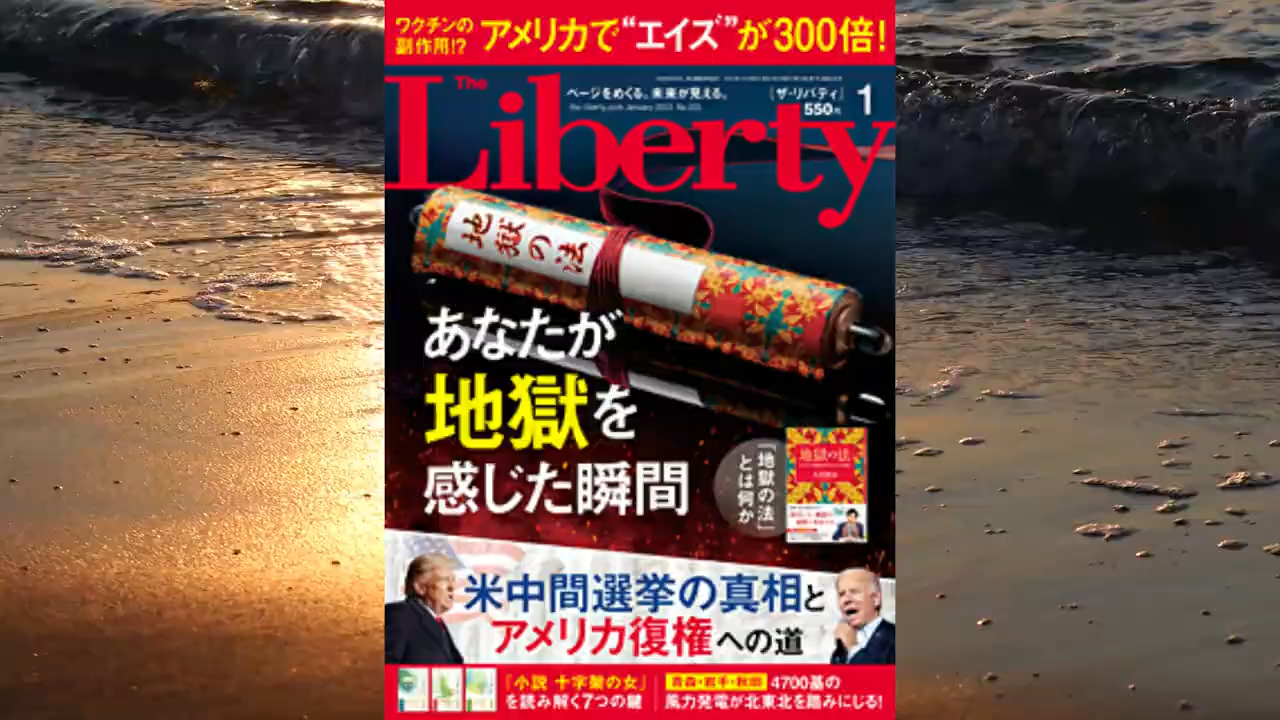 ワクチンの
副作用!?
アメリカで“エイズ”が300倍!
The
Liberty
ページをめくる。未来が見える。
[ザ・リバティ]
550円
1
地獄の法
あなたが
地獄を
感じた瞬間
「地獄の法」
とは何か
地獄の法
米中間選挙の真相と
アメリカ復権への道
「小説 十字架の女」
を読み解く7つの鍵
青森・岩手・秋田 4700基の
風力発電が北東北を踏みにじる!